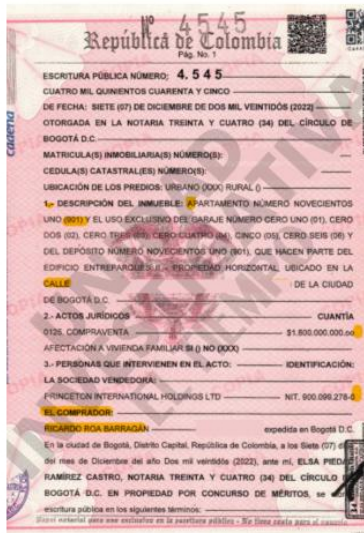 Nº 4545
República de Colombia
Pág. No. 1
cadena
ESCRITURA PÚBLICA NÚMERO: 4.545
CUATRO MIL QUINIENTOS CUARENTA Y CINCO
DE FECHA: SIETE (07) DE DICIEMBRE DE DOS MIL VEINTIDÓS (2022)
OTORGADA EN LA NOTARIA TREINTA Y CUATRO (34) DEL CÍRCULO DE
BOGOTÁ D.C.
MATRICULA(S) INMOBILIARIA(S) NÚMERO(S):
CEDULA(S) CATASTRAL(ES) NÚMERO(S):
UBICACIÓN DE LOS PREDIOS: URBANO (XXX) RURAL ()
1.- DESCRIPCIÓN DEL INMUEBLE: APARTAMENTO NÚMERO NOVECIENTOS
UNO (901) Y EL USO EXCLUSIVO DEL GARAJE NÚMERO CERO UNO (01), CERO
DOS (02), CERO TRES (03), CERO CUATRO (04), CINCO (05), CERO SEIS (06) Y
DEL DEPÓSITO NÚMERO NOVECIENTOS UNO (901), QUE HACEN PARTE DEL
EDIFICIO ENTREPARQUES - PROPIEDAD HORIZONTAL, UBICADO EN LA
CALLE DE LA CIUDAD
DE BOGOTÁ D.C.
2.- ACTOS JURÍDICOS CUANTÍA
0125. COMPRAVENTA $1.800.000.000.oo
AFECTACIÓN A VIVIENDA FAMILIAR SI () NO (XXX)
3.- PERSONAS QUE INTERVIENEN EN EL ACTO: IDENTIFICACIÓN:
LA SOCIEDAD VENDEDORA:
PRINCETON INTERNATIONAL HOLDINGS LTD NIT. 900.099.278-0
EL COMPRADOR:
RICARDO ROA BARRAGÁN expedida en Bogotá D.C.
En la ciudad de Bogotá, Distrito Capital, República de Colombia, a los Siete (07) días
del mes de Diciembre del año Dos mil veintidós (2022), ante mí, ELSA PIEDAD
RAMÍREZ CASTRO, NOTARIA TREINTA Y CUATRO (34) DEL CÍRCULO
BOGOTÁ D.C. EN PROPIEDAD POR CONCURSO DE MÉRITOS, se
escritura pública en los siguientes términos:
Papel notarial para uso exclusivo en la escritura pública - No tiene costo para el usuario